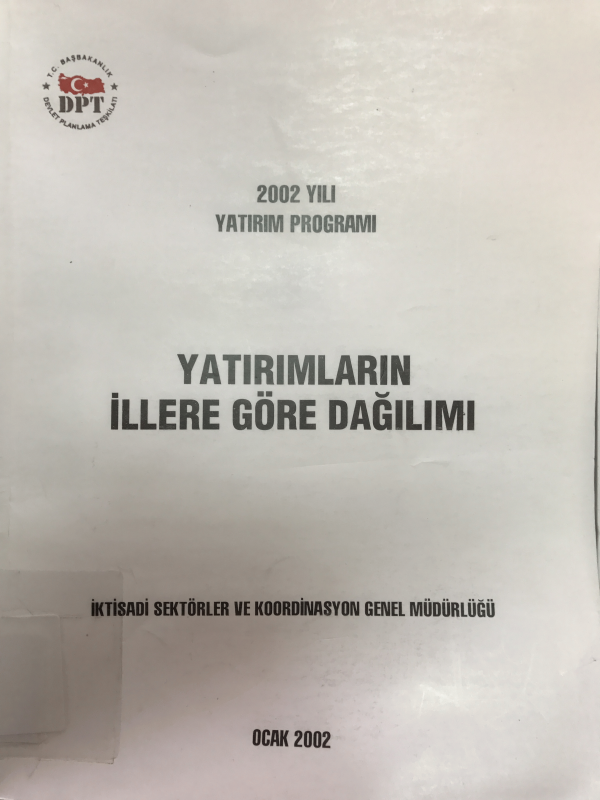 T.C. BAŞBAKANLIK
DPT
DEVLET PLANLAMA TEŞKİLATI
2002 YILI
YATIRIM PROGRAMI
YATIRIMLARIN
İLLERE GÖRE DAĞILIMI
İKTİSADİ SEKTÖRLER VE KOORDİNASYON GENEL MÜDÜRLÜĞÜ
OCAK 2002